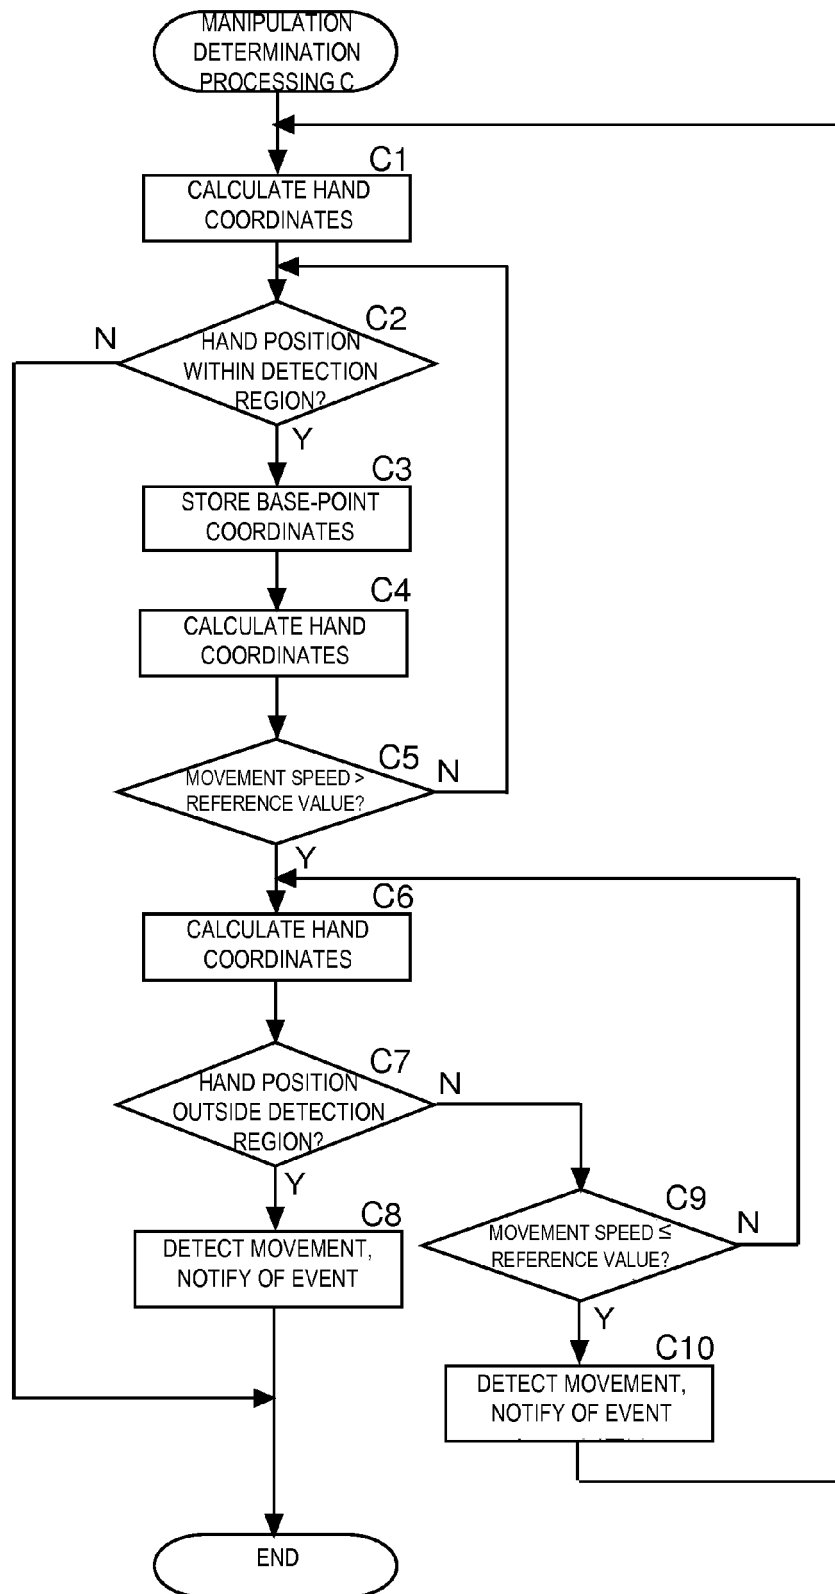 MANIPULATION
DETERMINATION
PROCESSING C
C1
CALCULATE HAND
COORDINATES
C2
N
HAND POSITION
WITHIN DETECTION
REGION?
Y
C3
STORE BASE-POINT
COORDINATES
C4
CALCULATE HAND
COORDINATES
C5
N
MOVEMENT SPEED >
REFERENCE VALUE?
Y
C6
CALCULATE HAND
COORDINATES
C7
N
HAND POSITION
OUTSIDE DETECTION
REGION?
Y
C8
DETECT MOVEMENT,
NOTIFY OF EVENT
C9
N
MOVEMENT SPEED ≤
REFERENCE VALUE?
Y
C10
DETECT MOVEMENT,
NOTIFY OF EVENT
END